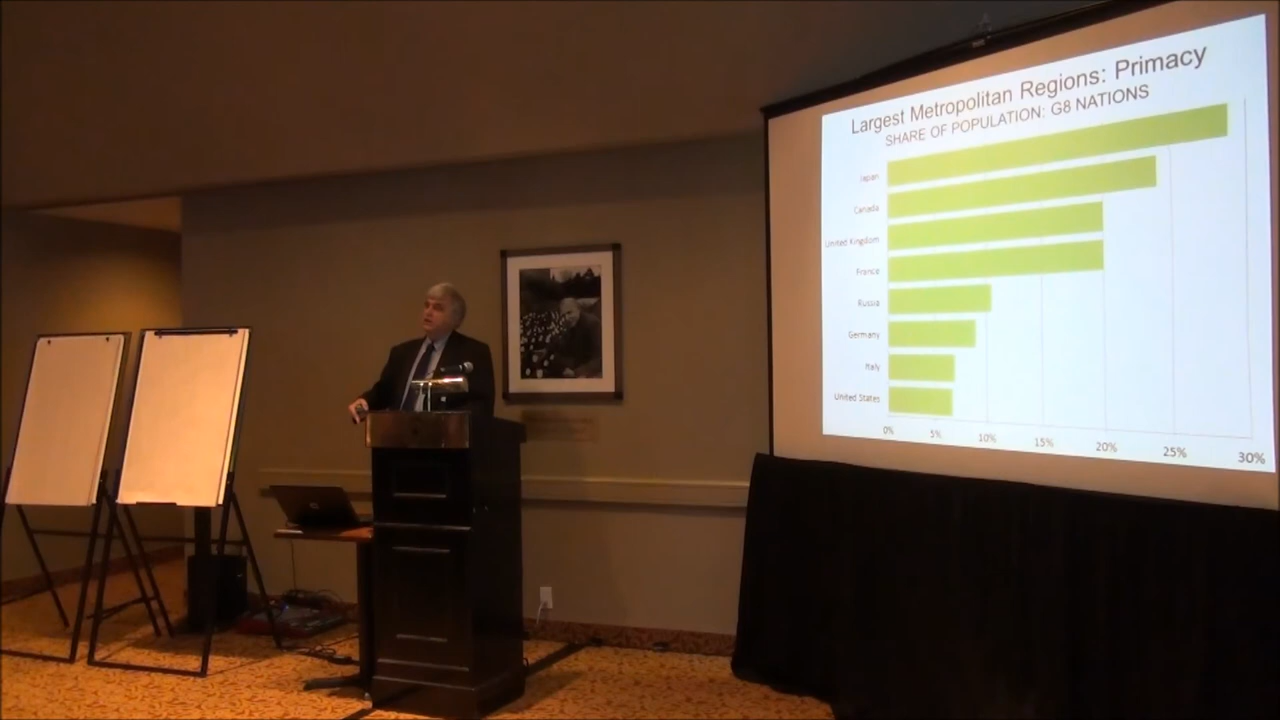 Largest Metropolitan Regions: Primacy
SHARE OF POPULATION: G8 NATIONS
Japan
Canada
United Kingdom
France
Russia
Germany
Italy
United States
0% 5% 10% 15% 20% 25% 30%